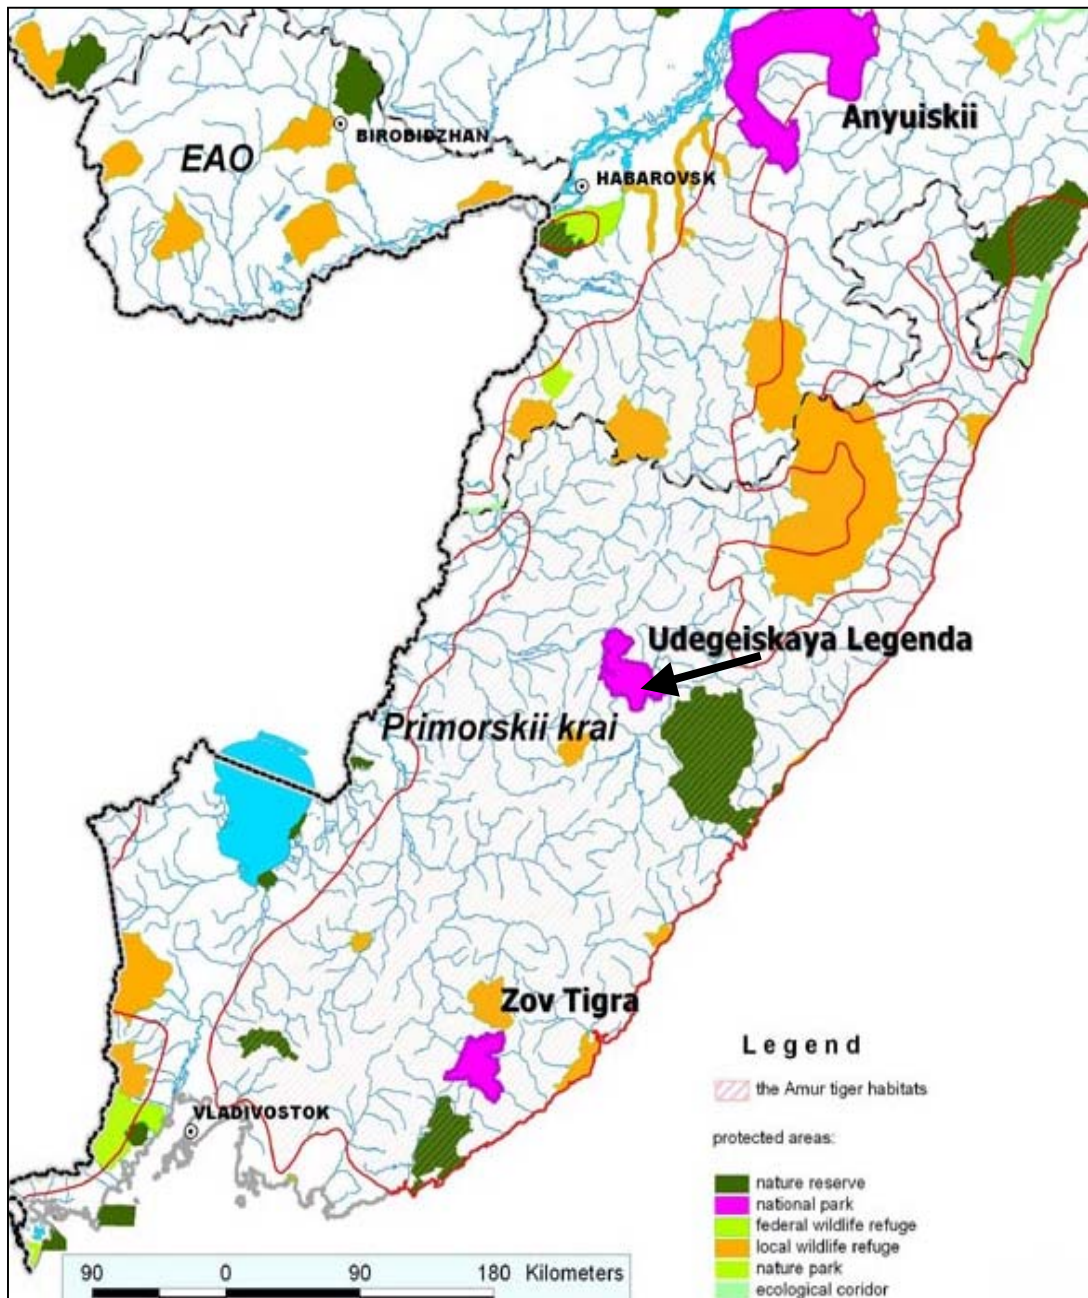 Anyuiskii
BIROBIDZHAN
EAO
HABAROVSK
Udegeiskaya Legenda
Primorskii krai
Zov Tigra
VLADIVOSTOK
Legend
the Amur tiger habitats
protected areas:
nature reserve
national park
federal wildlife refuge
local wildlife refuge
nature park
ecological coridor
90 0 90 180 Kilometers